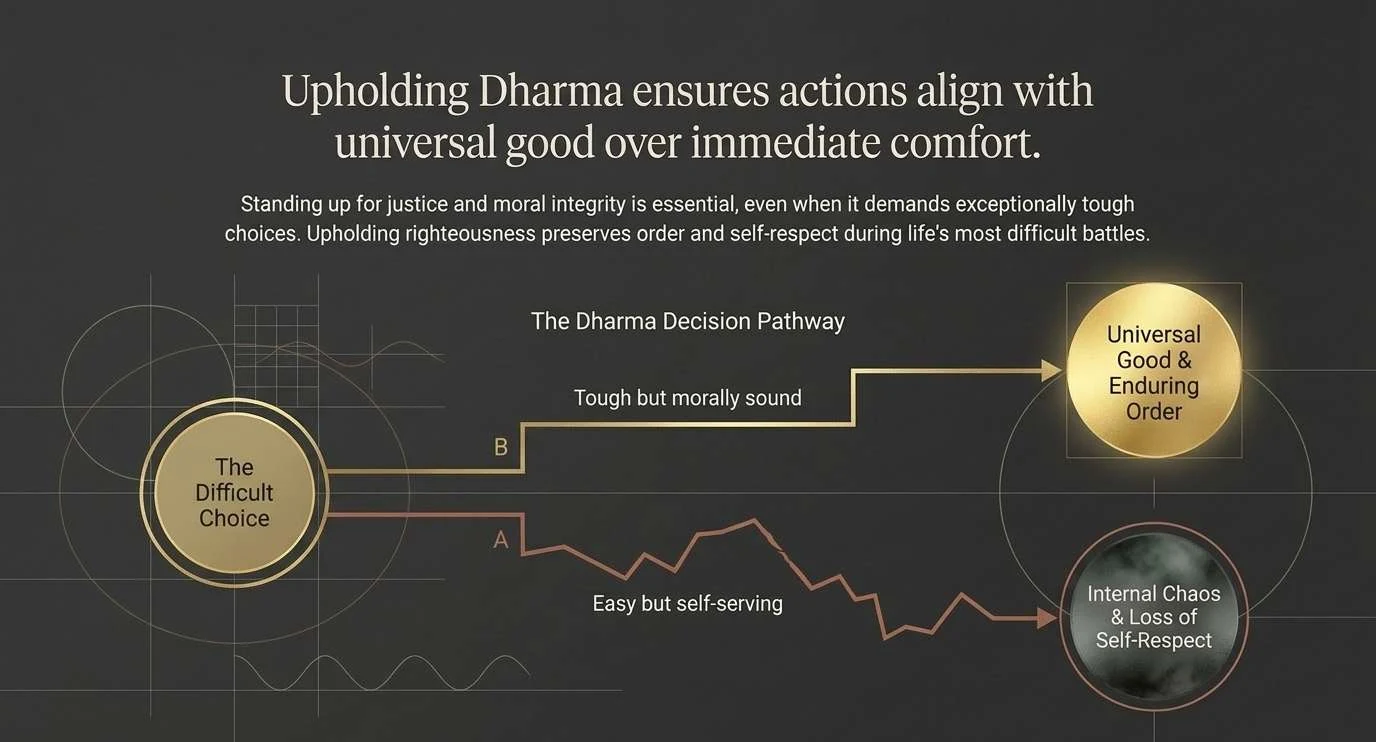 Upholding Dharma ensures actions align with
universal good over immediate comfort.
Standing up for justice and moral integrity is essential, even when it demands exceptionally tough
choices. Upholding righteousness preserves order and self-respect during life's most difficult battles.
The Dharma Decision Pathway
Universal
Good &
Enduring
Order
Tough but morally sound
B
The
Difficult
Choice
A
Easy but self-serving
Internal Chaos
& Loss of
Self-Respect